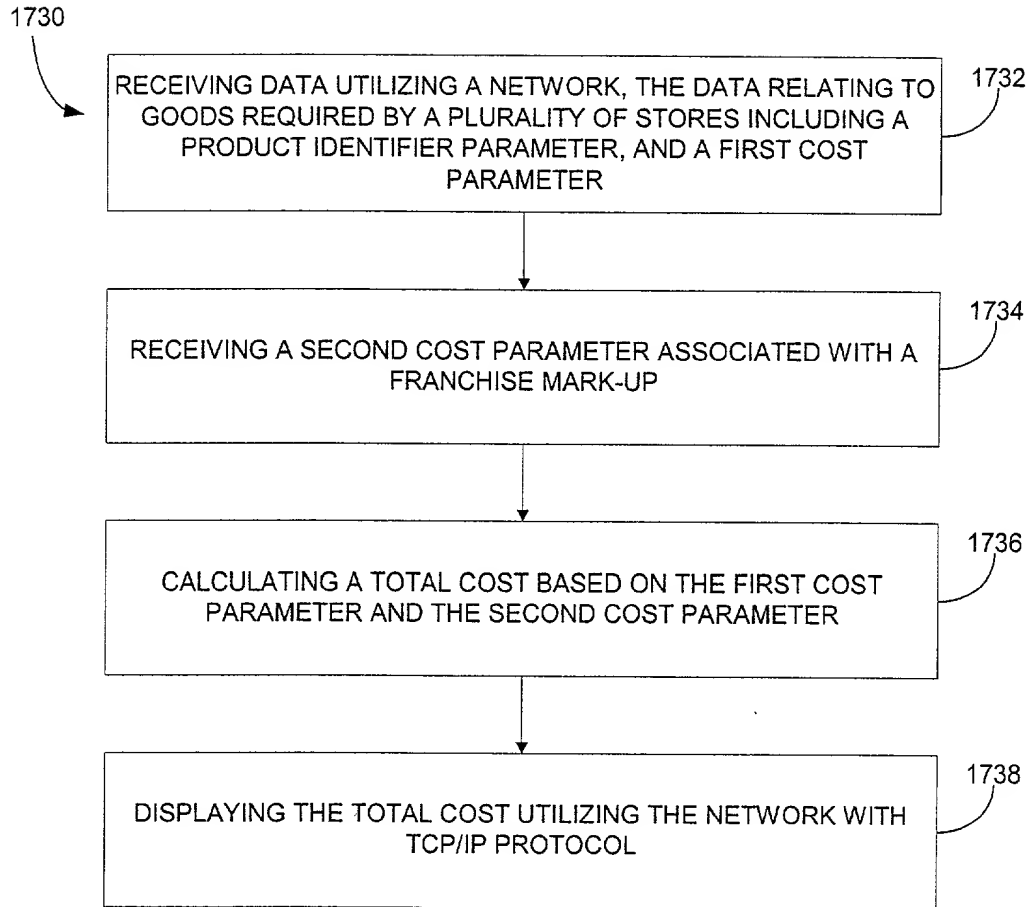 1730
RECEIVING DATA UTILIZING A NETWORK, THE DATA RELATING TO
GOODS REQUIRED BY A PLURALITY OF STORES INCLUDING A
PRODUCT IDENTIFIER PARAMETER, AND A FIRST COST
PARAMETER
1732
RECEIVING A SECOND COST PARAMETER ASSOCIATED WITH A
FRANCHISE MARK-UP
1734
CALCULATING A TOTAL COST BASED ON THE FIRST COST
PARAMETER AND THE SECOND COST PARAMETER
1736
DISPLAYING THE TOTAL COST UTILIZING THE NETWORK WITH
TCP/IP PROTOCOL
1738